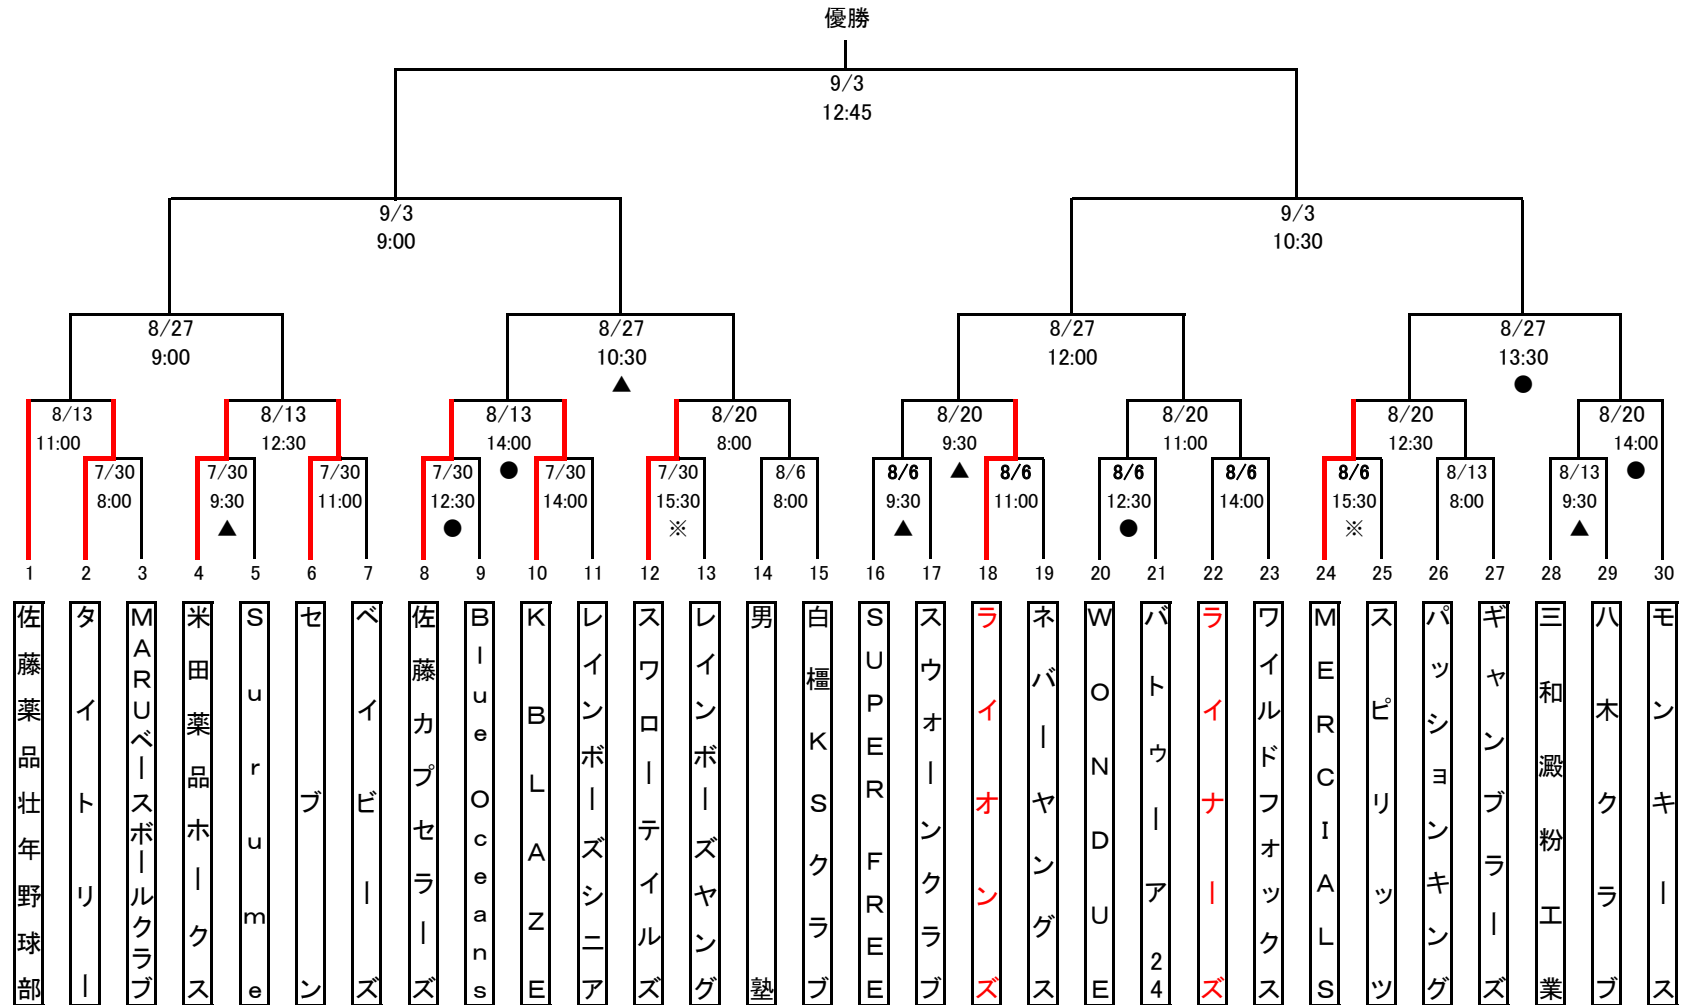 優勝
9/3
12:45
9/3
9:00
9/3
10:30
8/27
9:00
8/27
10:30
▲
8/27
12:00
8/27
13:30
●
8/13
11:00
8/13
12:30
8/13
14:00
●
8/20
8:00
8/20
9:30
▲
8/20
11:00
8/20
12:30
8/20
14:00
●
7/30
8:00
7/30
9:30
▲
7/30
11:00
7/30
12:30
●
7/30
14:00
7/30
15:30
※
8/6
8:00
8/6
9:30
▲
8/6
11:00
8/6
12:30
●
8/6
14:00
8/6
15:30
※
8/13
8:00
8/13
9:30
▲
1 2 3 4 5 6 7 8 9 10 11 12 13 14 15 16 17 18 19 20 21 22 23 24 25 26 27 28 29 30
佐藤薬品壮年野球部
タイトリー
MARUベースボールクラブ
米田薬品ホークス
Surume
セブン
ベイビーズ
佐藤カプセラーズ
Blue Oceans
K BLAZE
レインボーズシニア
スワローテイルズ
レインボーズヤング
男塾
白橿KSクラブ
SUPER FREE
スウォーンクラブ
ライオンズ
ネバーヤングス
WONDUE
バトゥーア24
ライナーズ
ワイルドフォックス
MERCIALS
スピリッツ
パッションキング
ギャンブラーズ
三和澱粉工業
八木クラブ
モンキース